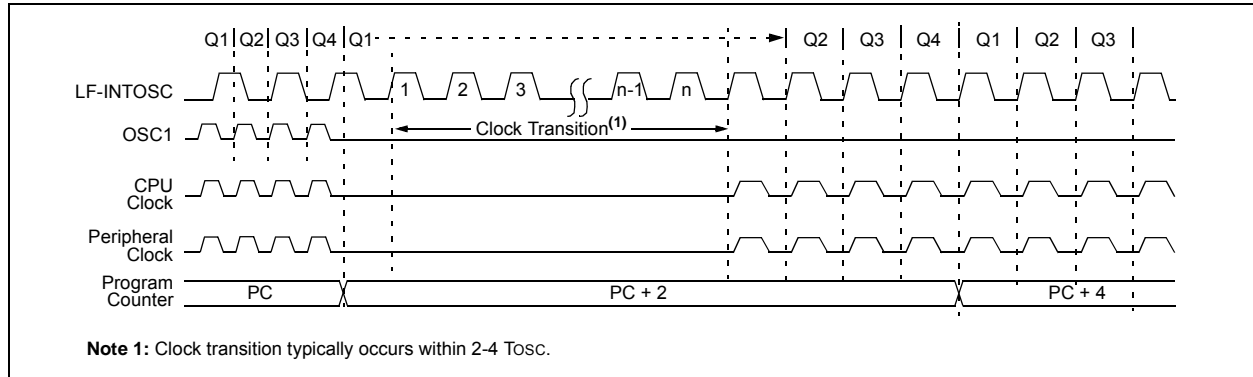 Q1 Q2 Q3 Q4 Q1 Q2 Q3 Q4 Q1 Q2 Q3
LF-INTOSC 1 2 3 n-1 n
OSC1 Clock Transition(1)
CPU
Clock
Peripheral
Clock
Program
Counter PC PC + 2 PC + 4
Note 1: Clock transition typically occurs within 2-4 TOSC.